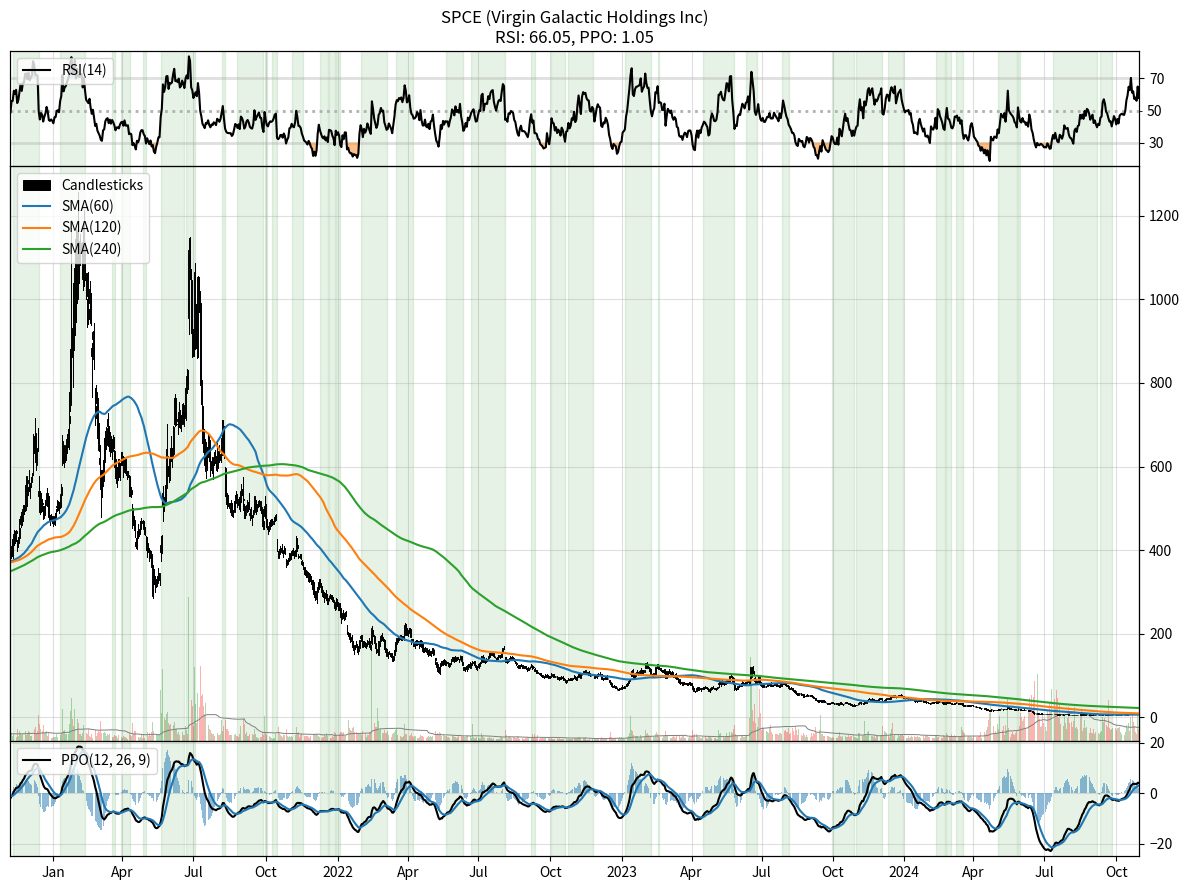 SPCE (Virgin Galactic Holdings Inc)
RSI: 66.05, PPO: 1.05
RSI(14)
70
50
30
Candlesticks
SMA(60)
SMA(120)
SMA(240)
1200
1000
800
600
400
200
0
PPO(12, 26, 9)
20
0
−20
Jan Apr Jul Oct 2022 Apr Jul Oct 2023 Apr Jul Oct 2024 Apr Jul Oct